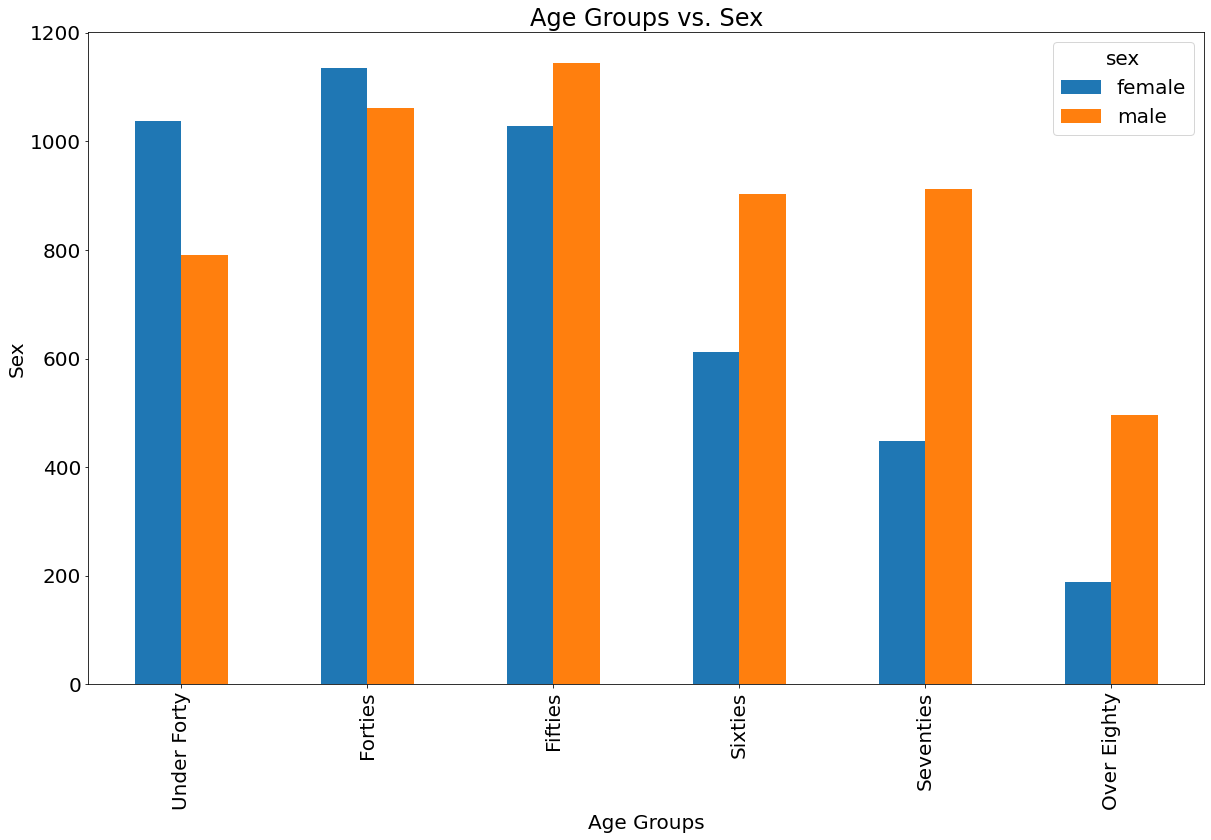 Age Groups vs. Sex
sex
female
male
1200
1000
800
600
400
200
0
Sex
Under Forty
Forties
Fifties
Sixties
Seventies
Over Eighty
Age Groups